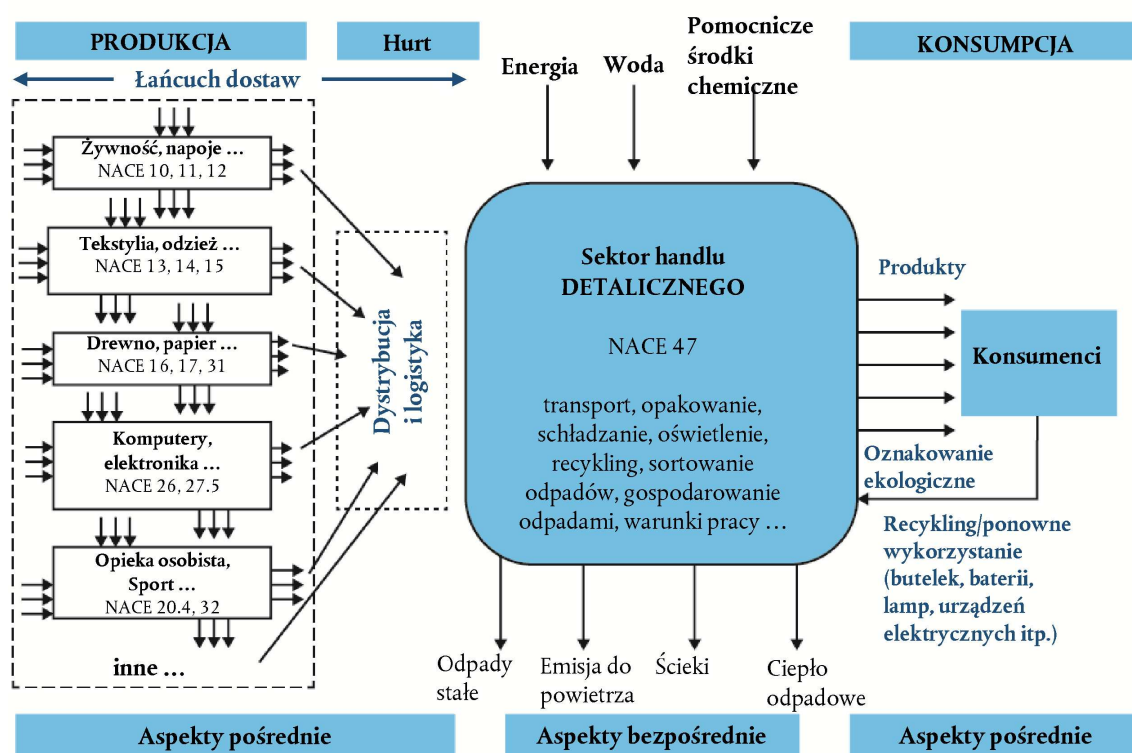 PRODUKCJA
Hurt
Łańcuch dostaw
Żywność, napoje …
NACE 10, 11, 12
Tekstylia, odzież …
NACE 13, 14, 15
Drewno, papier …
NACE 16, 17, 31
Komputery,
elektronika …
NACE 26, 27.5
Opieka osobista,
Sport …
NACE 20.4, 32
inne …
Dystrybucja
i logistyka
Energia
Woda
Pomocnicze
środki
chemiczne
Sektor handlu
DETALICZNEGO
NACE 47
transport, opakowanie,
schładzanie, oświetlenie,
recykling, sortowanie
odpadów, gospodarowanie
odpadami, warunki pracy …
Odpady
stałe
Emisja do
powietrza
Ścieki
Ciepło
odpadowe
KONSUMPCJA
Produkty
Konsumenci
Oznakowanie
ekologiczne
Recykling/ponowne
wykorzystanie
(butelek, baterii,
lamp, urządzeń
elektrycznych itp.)
Aspekty pośrednie
Aspekty bezpośrednie
Aspekty pośrednie